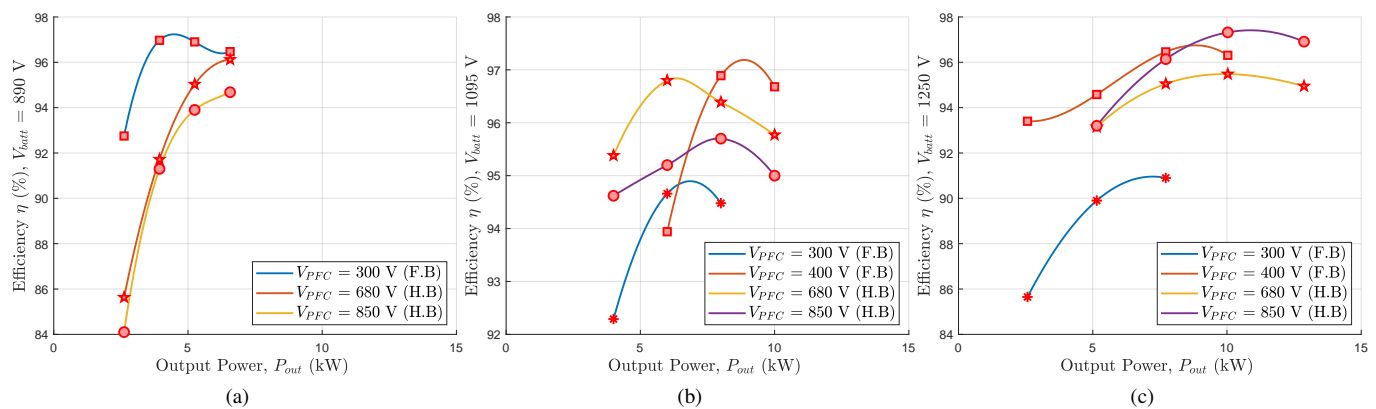 98
96
94
92
90
88
86
84
0
5
10
15
Efficiency η (%), V_batt = 890 V
Output Power, P_out (kW)
V_PFC = 300 V (F.B)
V_PFC = 680 V (H.B)
V_PFC = 850 V (H.B)
(a)
98
97
96
95
94
93
92
0
5
10
15
Efficiency η (%), V_batt = 1095 V
Output Power, P_out (kW)
V_PFC = 300 V (F.B)
V_PFC = 400 V (F.B)
V_PFC = 680 V (H.B)
V_PFC = 850 V (H.B)
(b)
98
96
94
92
90
88
86
84
0
5
10
15
Efficiency η (%), V_batt = 1250 V
Output Power, P_out (kW)
V_PFC = 300 V (F.B)
V_PFC = 400 V (F.B)
V_PFC = 680 V (H.B)
V_PFC = 850 V (H.B)
(c)